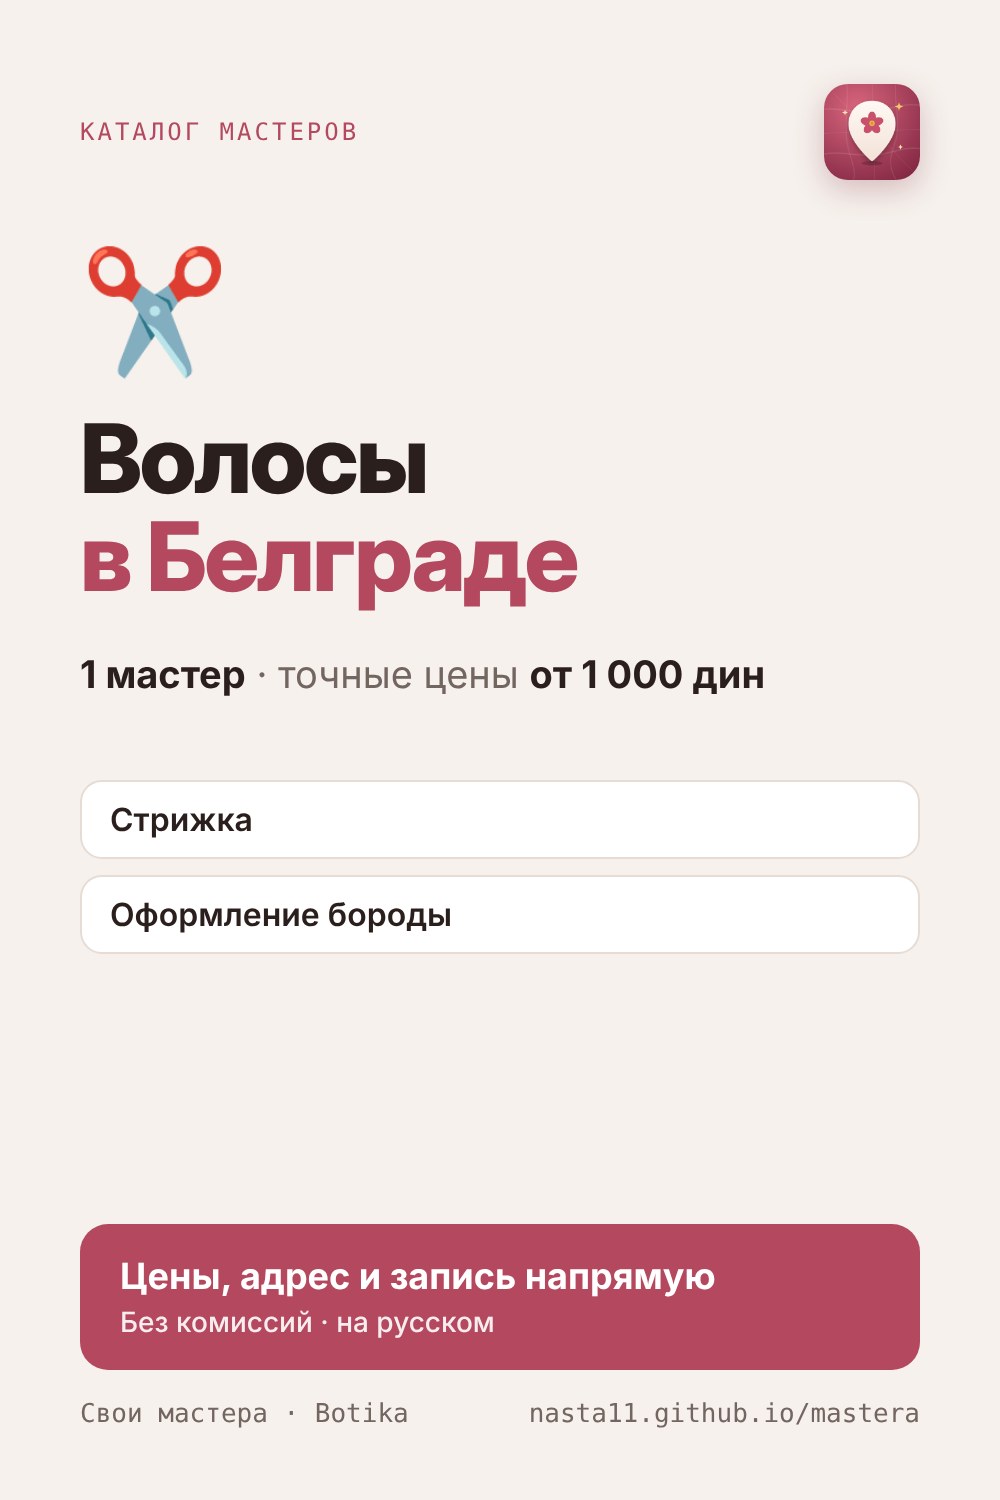 КАТАЛОГ МАСТЕРОВ
Волосы
в Белграде
1 мастер · точные цены от 1 000 дин
Стрижка
Оформление бороды
Цены, адрес и запись напрямую
Без комиссий · на русском
Свои мастера · Botika
nasta11.github.io/mastera